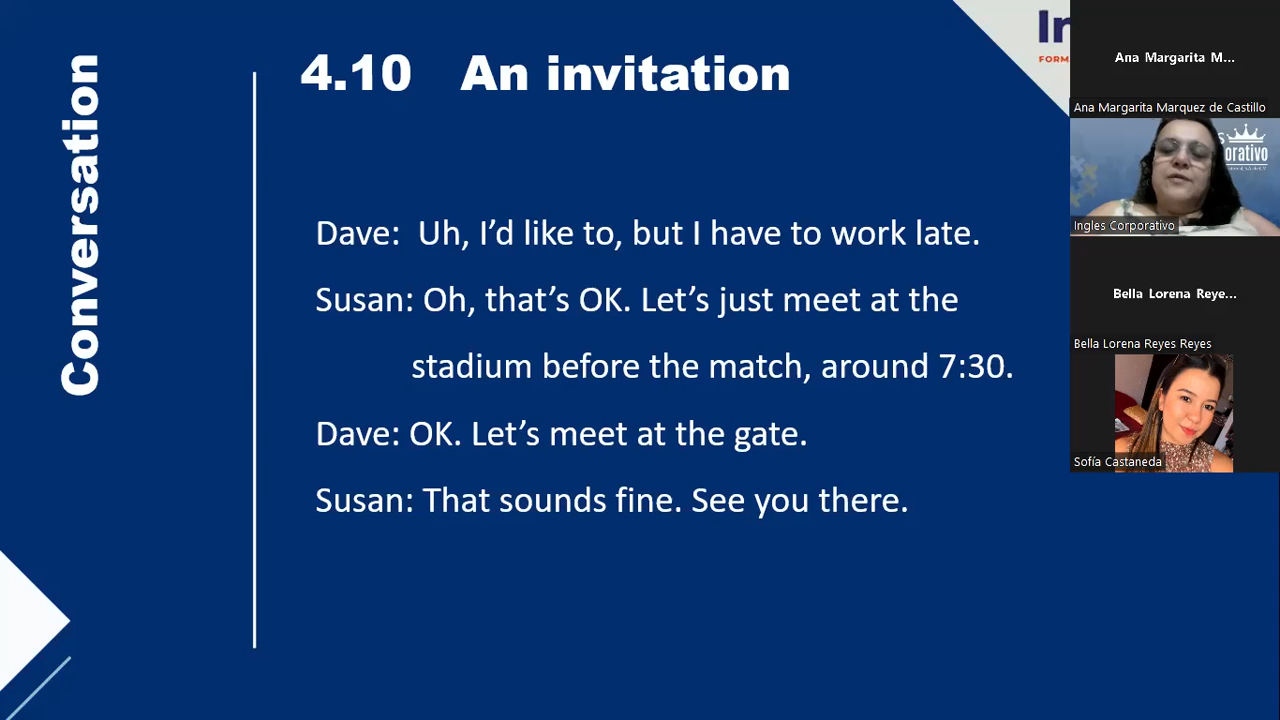 Conversation
4.10 An invitation
Dave: Uh, I’d like to, but I have to work late.
Susan: Oh, that’s OK. Let’s just meet at the
stadium before the match, around 7:30.
Dave: OK. Let’s meet at the gate.
Susan: That sounds fine. See you there.
In
FORM
Ana Margarita M...
Ana Margarita Marquez de Castillo
orativo
Ingles Corporativo
Bella Lorena Reye...
Bella Lorena Reyes Reyes
Sofía Castaneda